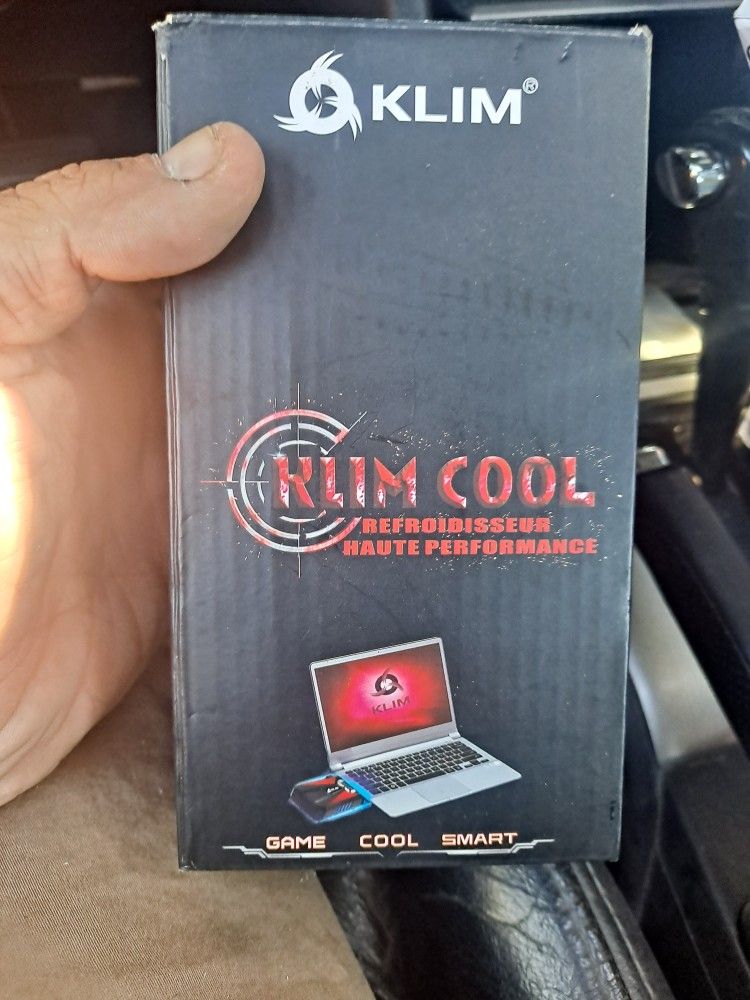 KLIM®
KLIM COOL
REFROIDISSEUR
HAUTE PERFORMANCE
KLIM
GAME COOL SMART